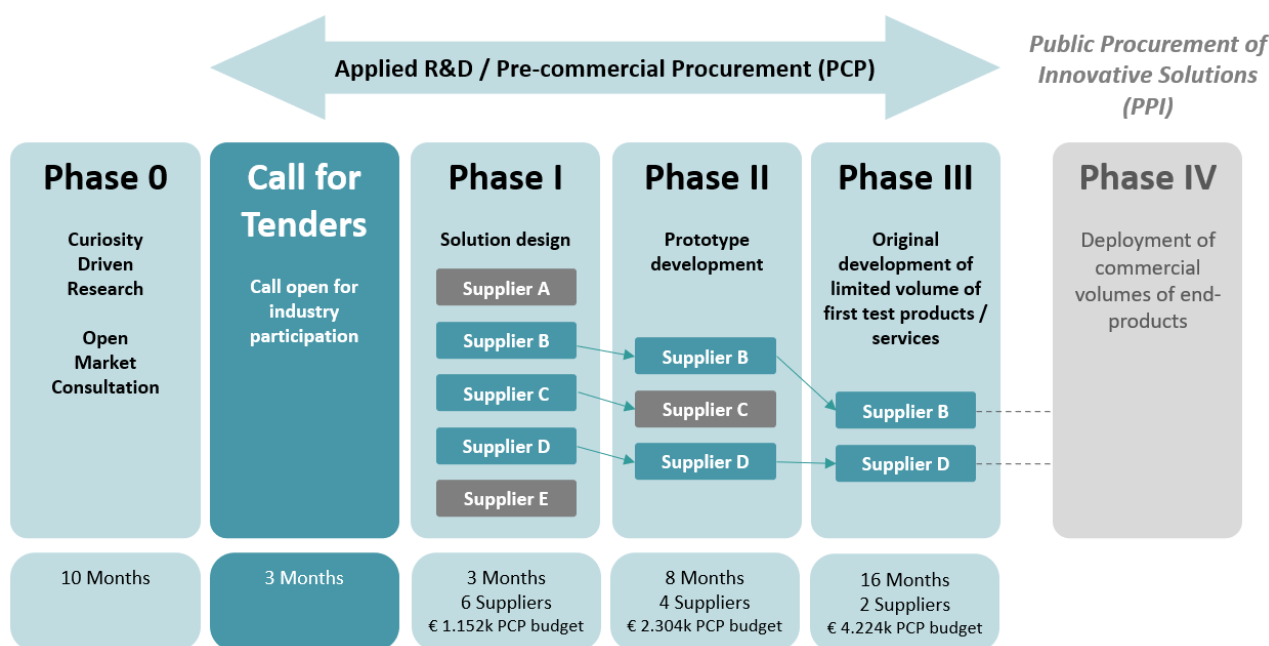 Applied R&D / Pre-commercial Procurement (PCP)
Public Procurement of
Innovative Solutions
(PPI)
Phase 0
Curiosity
Driven
Research
Open
Market
Consultation
Call for
Tenders
Call open for
industry
participation
Phase I
Solution design
Supplier A
Supplier B
Supplier C
Supplier D
Supplier E
Phase II
Prototype
development
Supplier B
Supplier C
Supplier D
Phase III
Original
development of
limited volume of
first test products /
services
Supplier B
Supplier D
Phase IV
Deployment of
commercial
volumes of end-
products
10 Months
3 Months
3 Months
6 Suppliers
€ 1.152k PCP budget
8 Months
4 Suppliers
€ 2.304k PCP budget
16 Months
2 Suppliers
€ 4.224k PCP budget